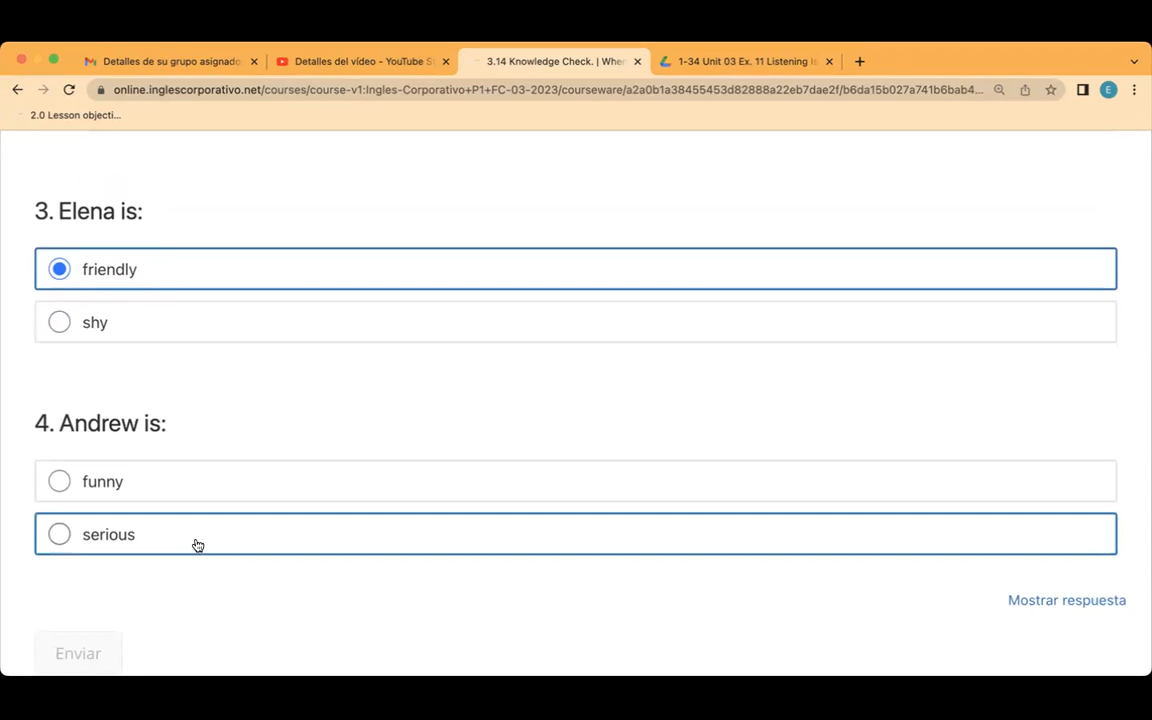 Detalles de su grupo asignado
Detalles del vídeo - YouTube S
3.14 Knowledge Check. | When
1-34 Unit 03 Ex. 11 Listening
online.inglescorporativo.net/courses/course-v1:Ingles-Corporativo+P1+FC-03-2023/courseware/a2a0b1a38455453d82888a22eb7dae2f/b6da15b027a741b6bab4...
E
2.0 Lesson objecti...
3. Elena is:
friendly
shy
4. Andrew is:
funny
serious
Mostrar respuesta
Enviar